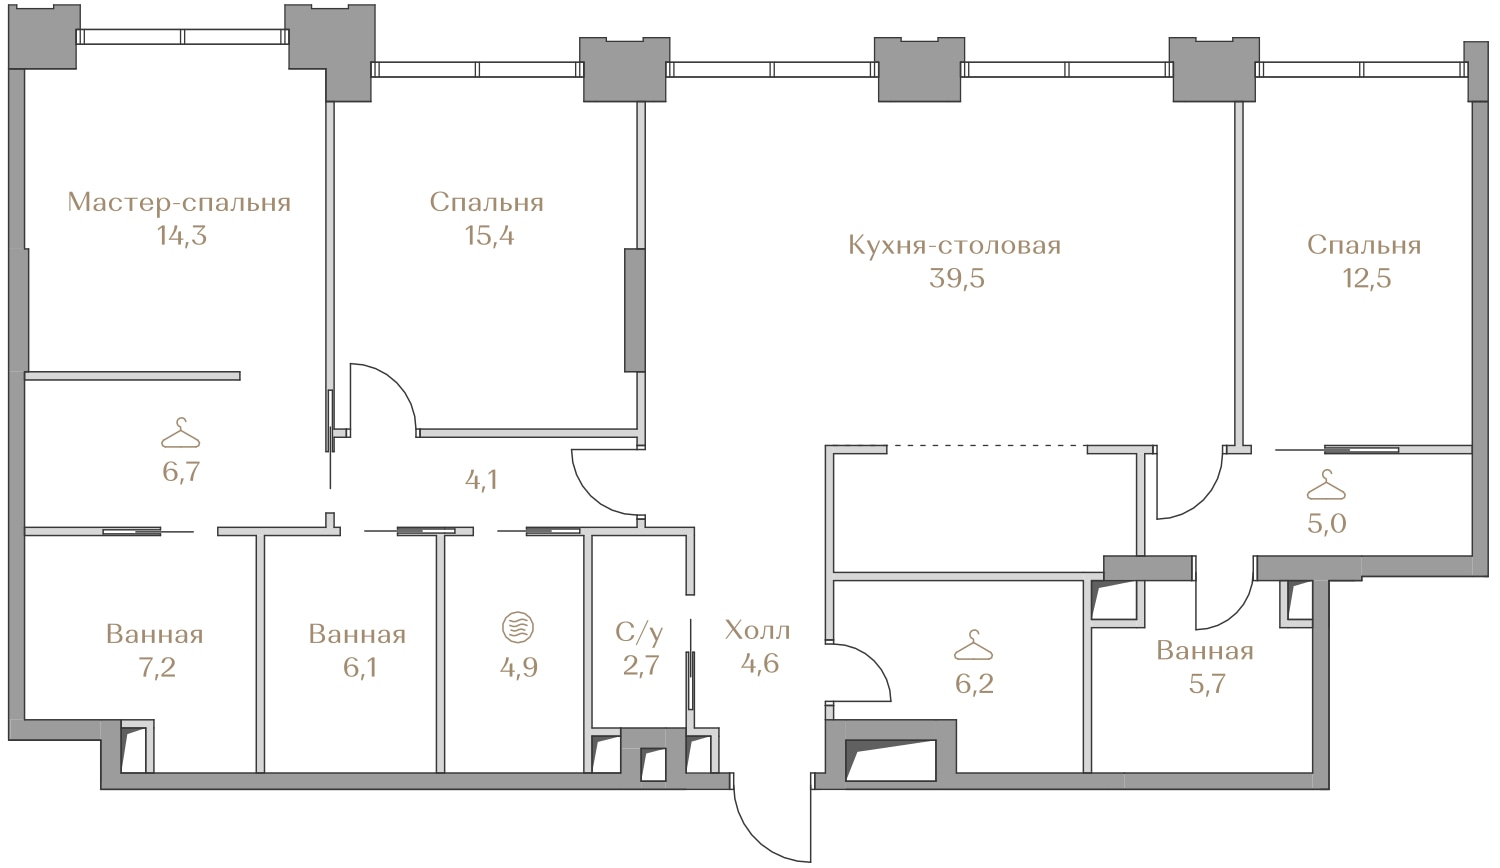 Мастер-спальня
14,3
Спальня
15,4
Кухня-столовая
39,5
Спальня
12,5
6,7
4,1
5,0
Ванная
7,2
Ванная
6,1
4,9
С/у
2,7
Холл
4,6
6,2
Ванная
5,7